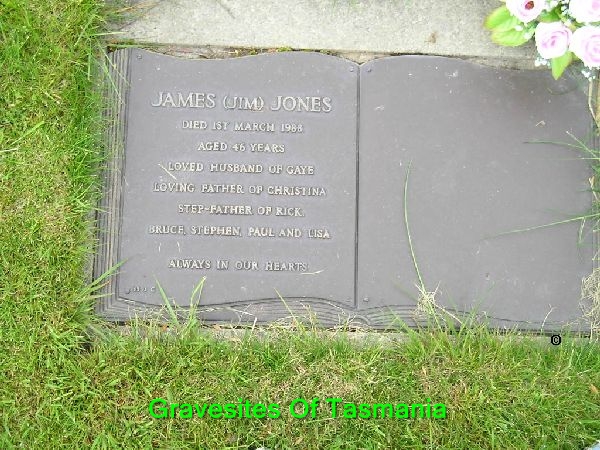 JAMES (JIM) JONES
DIED 1ST MARCH 1988
AGED 46 YEARS
LOVED HUSBAND OF GAYE
LOVING FATHER OF CHRISTINA
STEP-FATHER OF RICK,
BRUCE, STEPHEN, PAUL AND LISA
ALWAYS IN OUR HEARTS
©
Gravesites Of Tasmania